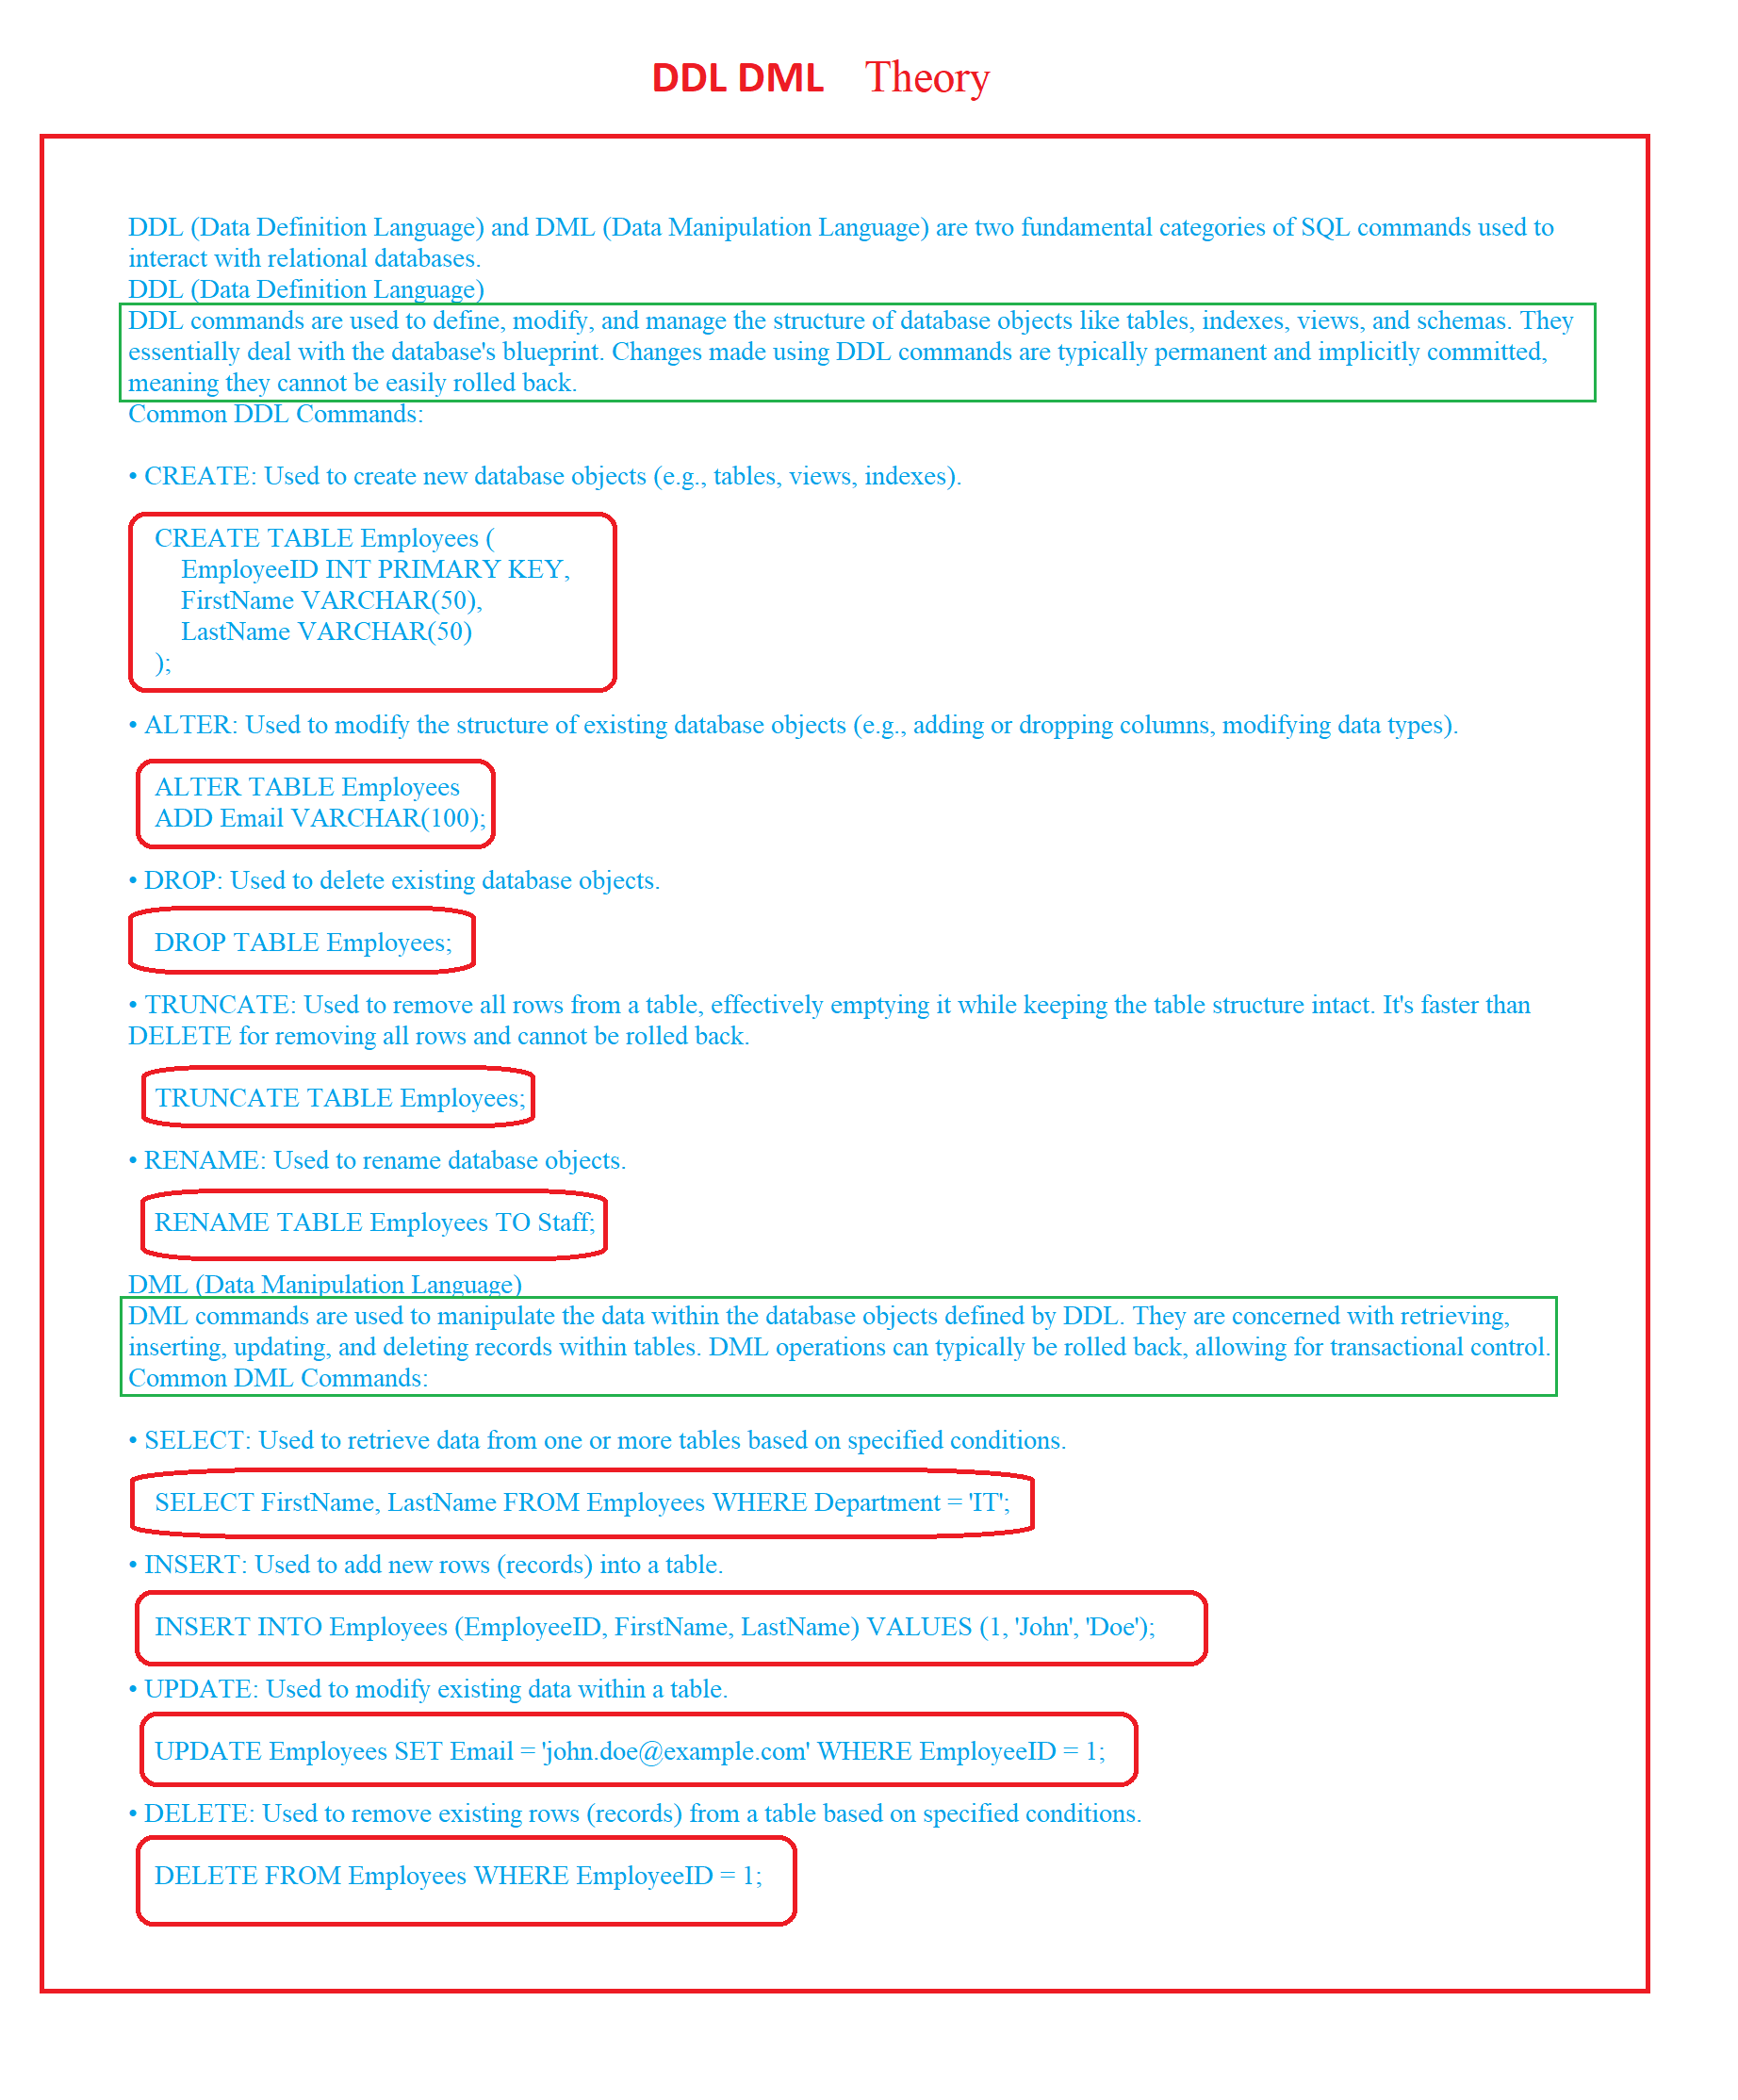 DDL DML Theory
DDL (Data Definition Language) and DML (Data Manipulation Language) are two fundamental categories of SQL commands used to
interact with relational databases.
DDL (Data Definition Language)
DDL commands are used to define, modify, and manage the structure of database objects like tables, indexes, views, and schemas. They
essentially deal with the database's blueprint. Changes made using DDL commands are typically permanent and implicitly committed,
meaning they cannot be easily rolled back.
Common DDL Commands:
• CREATE: Used to create new database objects (e.g., tables, views, indexes).
CREATE TABLE Employees (
EmployeeID INT PRIMARY KEY,
FirstName VARCHAR(50),
LastName VARCHAR(50)
);
• ALTER: Used to modify the structure of existing database objects (e.g., adding or dropping columns, modifying data types).
ALTER TABLE Employees
ADD Email VARCHAR(100);
• DROP: Used to delete existing database objects.
DROP TABLE Employees;
• TRUNCATE: Used to remove all rows from a table, effectively emptying it while keeping the table structure intact. It's faster than
DELETE for removing all rows and cannot be rolled back.
TRUNCATE TABLE Employees;
• RENAME: Used to rename database objects.
RENAME TABLE Employees TO Staff;
DML (Data Manipulation Language)
DML commands are used to manipulate the data within the database objects defined by DDL. They are concerned with retrieving,
inserting, updating, and deleting records within tables. DML operations can typically be rolled back, allowing for transactional control.
Common DML Commands:
• SELECT: Used to retrieve data from one or more tables based on specified conditions.
SELECT FirstName, LastName FROM Employees WHERE Department = 'IT';
• INSERT: Used to add new rows (records) into a table.
INSERT INTO Employees (EmployeeID, FirstName, LastName) VALUES (1, 'John', 'Doe');
• UPDATE: Used to modify existing data within a table.
UPDATE Employees SET Email = 'john.doe@example.com' WHERE EmployeeID = 1;
• DELETE: Used to remove existing rows (records) from a table based on specified conditions.
DELETE FROM Employees WHERE EmployeeID = 1;